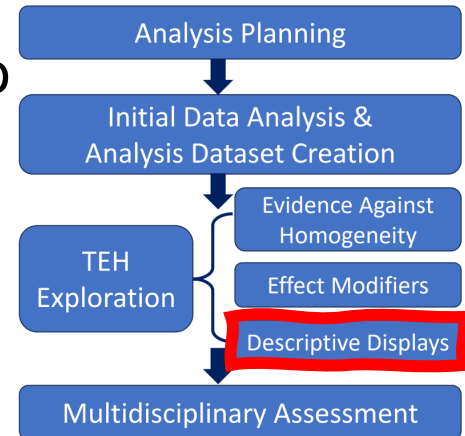 Analysis Planning
Initial Data Analysis &
Analysis Dataset Creation
TEH
Exploration
Evidence Against
Homogeneity
Effect Modifiers
Descriptive Displays
Multidisciplinary Assessment